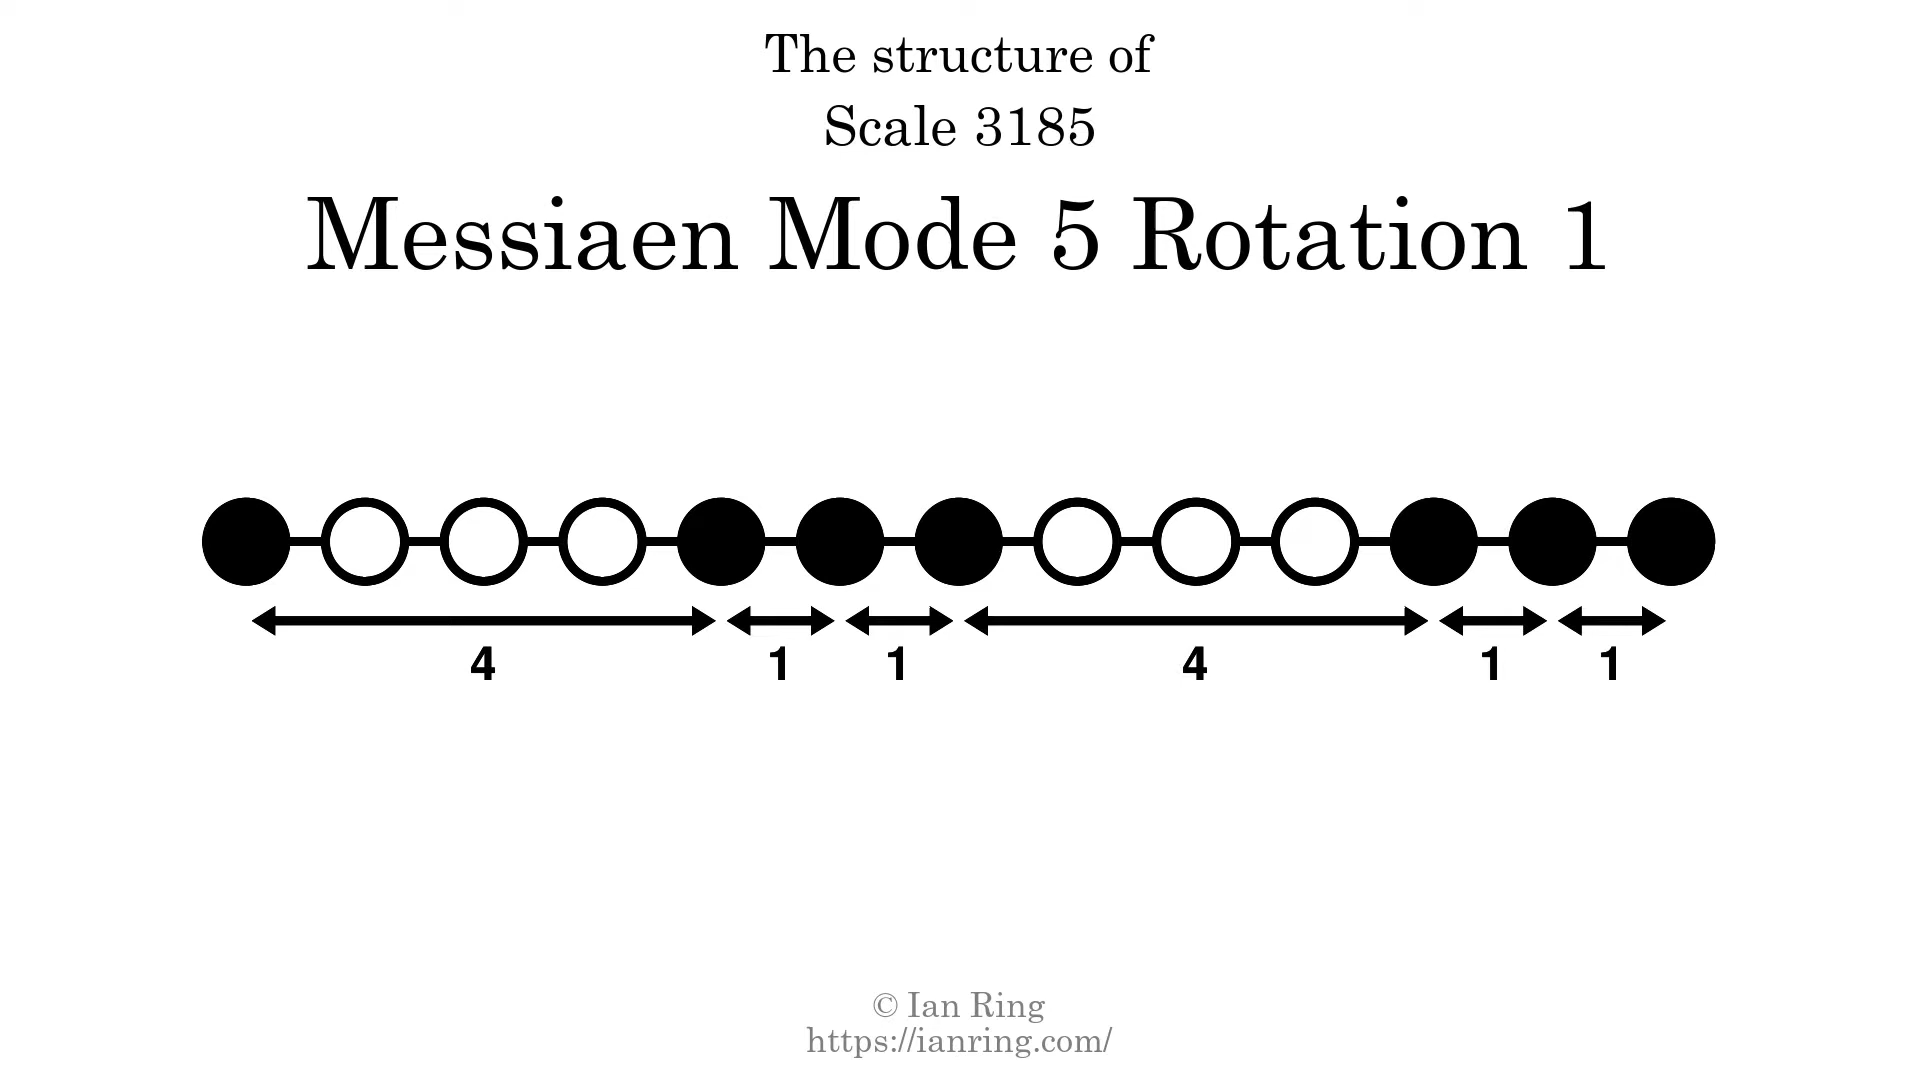 The structure of
Scale 3185
Messiaen Mode 5 Rotation 1
4 1 1 4 1 1
© Ian Ring
https://ianring.com/